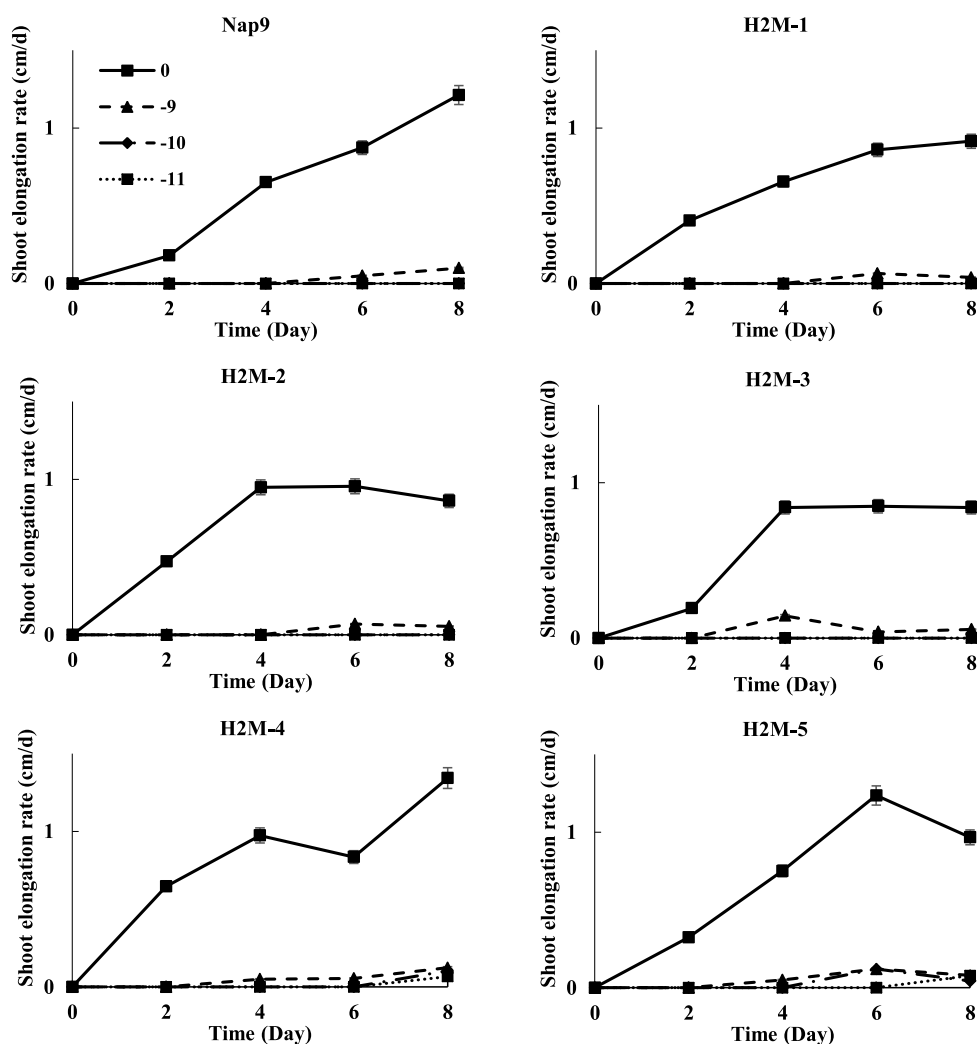 Nap9
Shoot elongation rate (cm/d)
0
-9
-10
-11
1
0
0 2 4 6 8
Time (Day)
H2M-1
Shoot elongation rate (cm/d)
1
0
0 2 4 6 8
Time (Day)
H2M-2
Shoot elongation rate (cm/d)
1
0
0 2 4 6 8
Time (Day)
H2M-3
Shoot elongation rate (cm/d)
1
0
0 2 4 6 8
Time (Day)
H2M-4
Shoot elongation rate (cm/d)
1
0
0 2 4 6 8
Time (Day)
H2M-5
Shoot elongation rate (cm/d)
1
0
0 2 4 6 8
Time (Day)